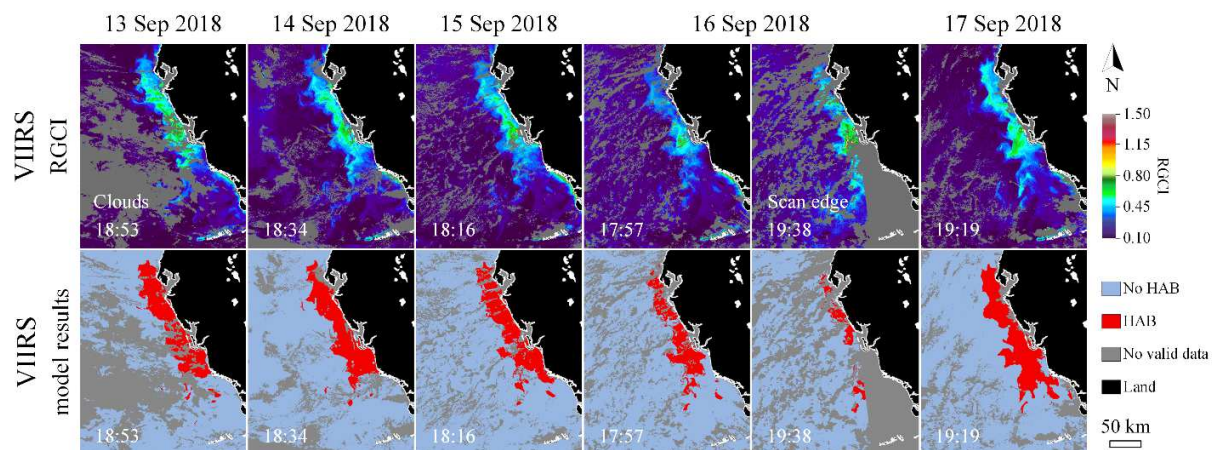 13 Sep 2018
14 Sep 2018
15 Sep 2018
16 Sep 2018
17 Sep 2018
VIIRS
RGCI
Clouds
18:53
18:34
18:16
17:57
Scan edge
19:38
19:19
N
1.50
1.15
0.80
0.45
0.10
RGCI
VIIRS
model results
18:53
18:34
18:16
17:57
19:38
19:19
No HAB
HAB
No valid data
Land
50 km